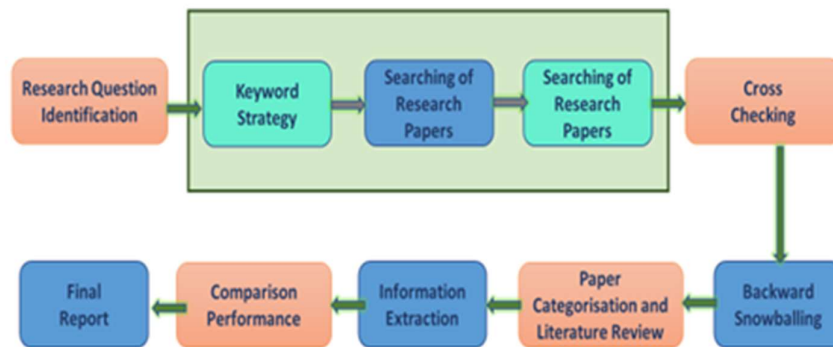 Research Question
Identification
Keyword
Strategy
Searching of
Research
Papers
Searching of
Research
Papers
Cross
Checking
Backward
Snowballing
Paper
Categorisation and
Literature Review
Information
Extraction
Comparison
Performance
Final
Report